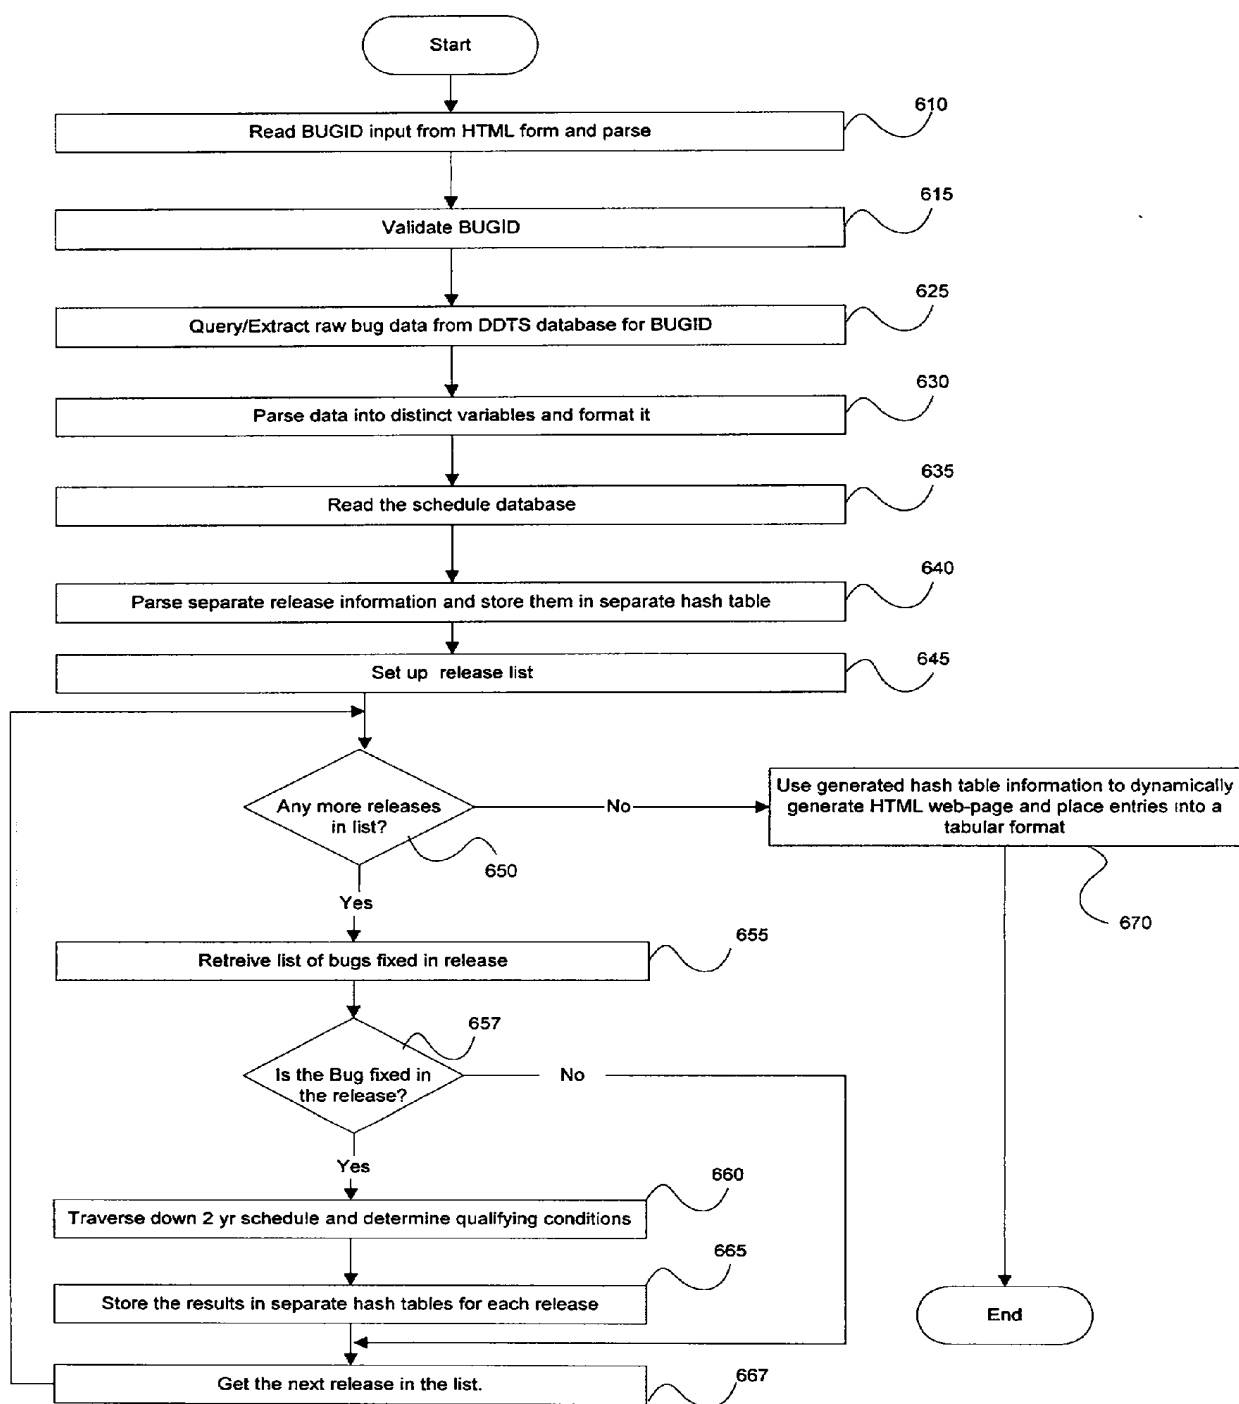 Start
610
Read BUGID input from HTML form and parse
615
Validate BUGID
625
Query/Extract raw bug data from DDTS database for BUGID
630
Parse data into distinct variables and format it
635
Read the schedule database
640
Parse separate release information and store them in separate hash table
645
Set up release list
Any more releases
in list?
650
No
Use generated hash table information to dynamically
generate HTML web-page and place entries into a
tabular format
670
Yes
655
Retreive list of bugs fixed in release
657
Is the Bug fixed in
the release?
No
Yes
660
Traverse down 2 yr schedule and determine qualifying conditions
665
Store the results in separate hash tables for each release
End
Get the next release in the list.
667